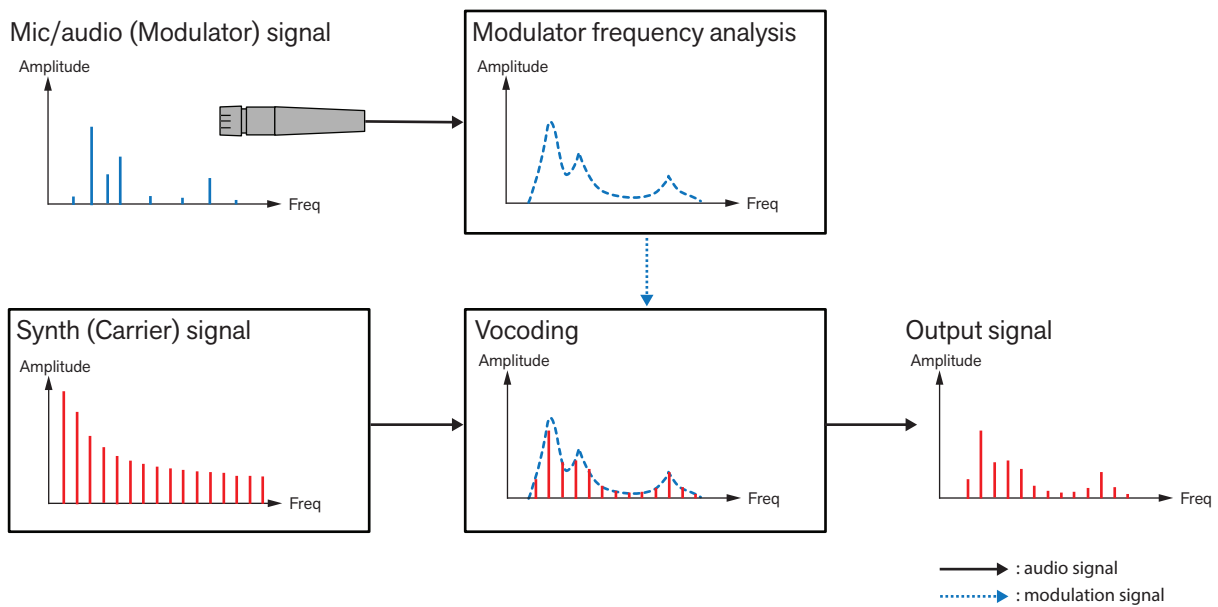 Mic/audio (Modulator) signal
Amplitude
Freq
Modulator frequency analysis
Amplitude
Freq
Synth (Carrier) signal
Amplitude
Freq
Vocoding
Amplitude
Freq
Output signal
Amplitude
Freq
: audio signal
: modulation signal